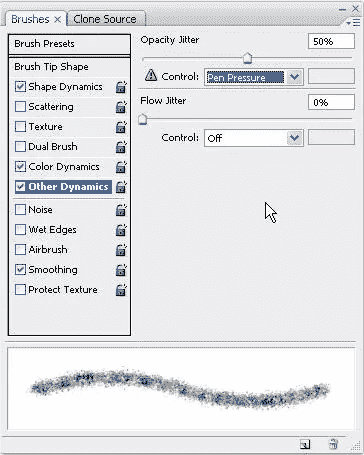 Brushes × Clone Source
Brush Presets
Brush Tip Shape
Shape Dynamics
Scattering
Texture
Dual Brush
Color Dynamics
Other Dynamics
Noise
Wet Edges
Airbrush
Smoothing
Protect Texture
Opacity Jitter 50%
Control: Pen Pressure
Flow Jitter 0%
Control: Off